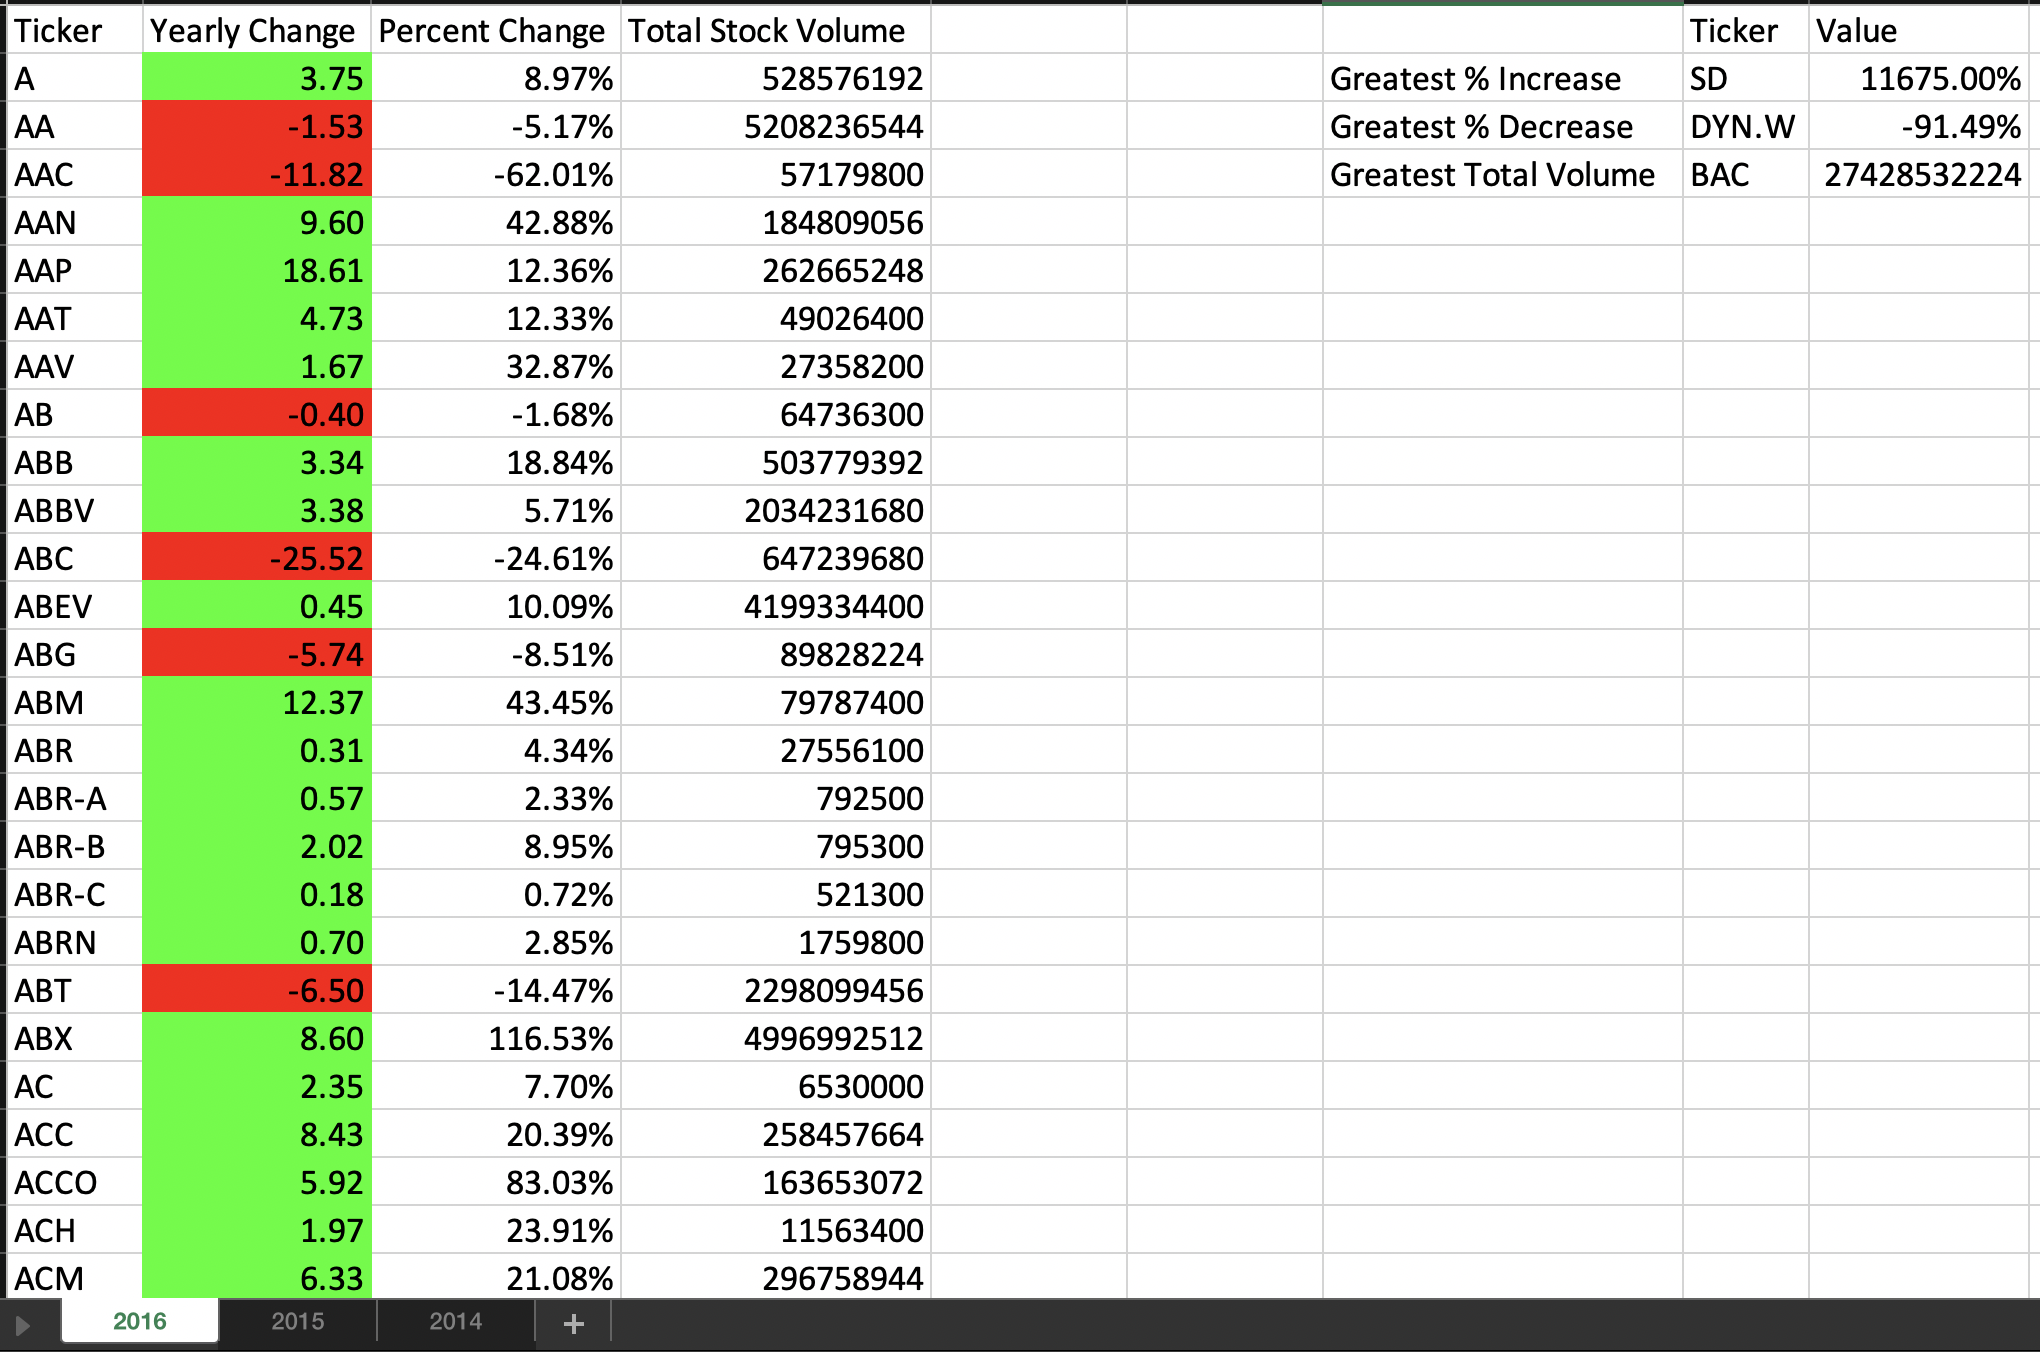 Ticker Yearly Change Percent Change Total Stock Volume Ticker Value
A 3.75 8.97% 528576192 Greatest % Increase SD 11675.00%
AA -1.53 -5.17% 5208236544 Greatest % Decrease DYN.W -91.49%
AAC -11.82 -62.01% 57179800 Greatest Total Volume BAC 27428532224
AAN 9.60 42.88% 184809056
AAP 18.61 12.36% 262665248
AAT 4.73 12.33% 49026400
AAV 1.67 32.87% 27358200
AB -0.40 -1.68% 64736300
ABB 3.34 18.84% 503779392
ABBV 3.38 5.71% 2034231680
ABC -25.52 -24.61% 647239680
ABEV 0.45 10.09% 4199334400
ABG -5.74 -8.51% 89828224
ABM 12.37 43.45% 79787400
ABR 0.31 4.34% 27556100
ABR-A 0.57 2.33% 792500
ABR-B 2.02 8.95% 795300
ABR-C 0.18 0.72% 521300
ABRN 0.70 2.85% 1759800
ABT -6.50 -14.47% 2298099456
ABX 8.60 116.53% 4996992512
AC 2.35 7.70% 6530000
ACC 8.43 20.39% 258457664
ACCO 5.92 83.03% 163653072
ACH 1.97 23.91% 11563400
ACM 6.33 21.08% 296758944
2016 2015 2014 +